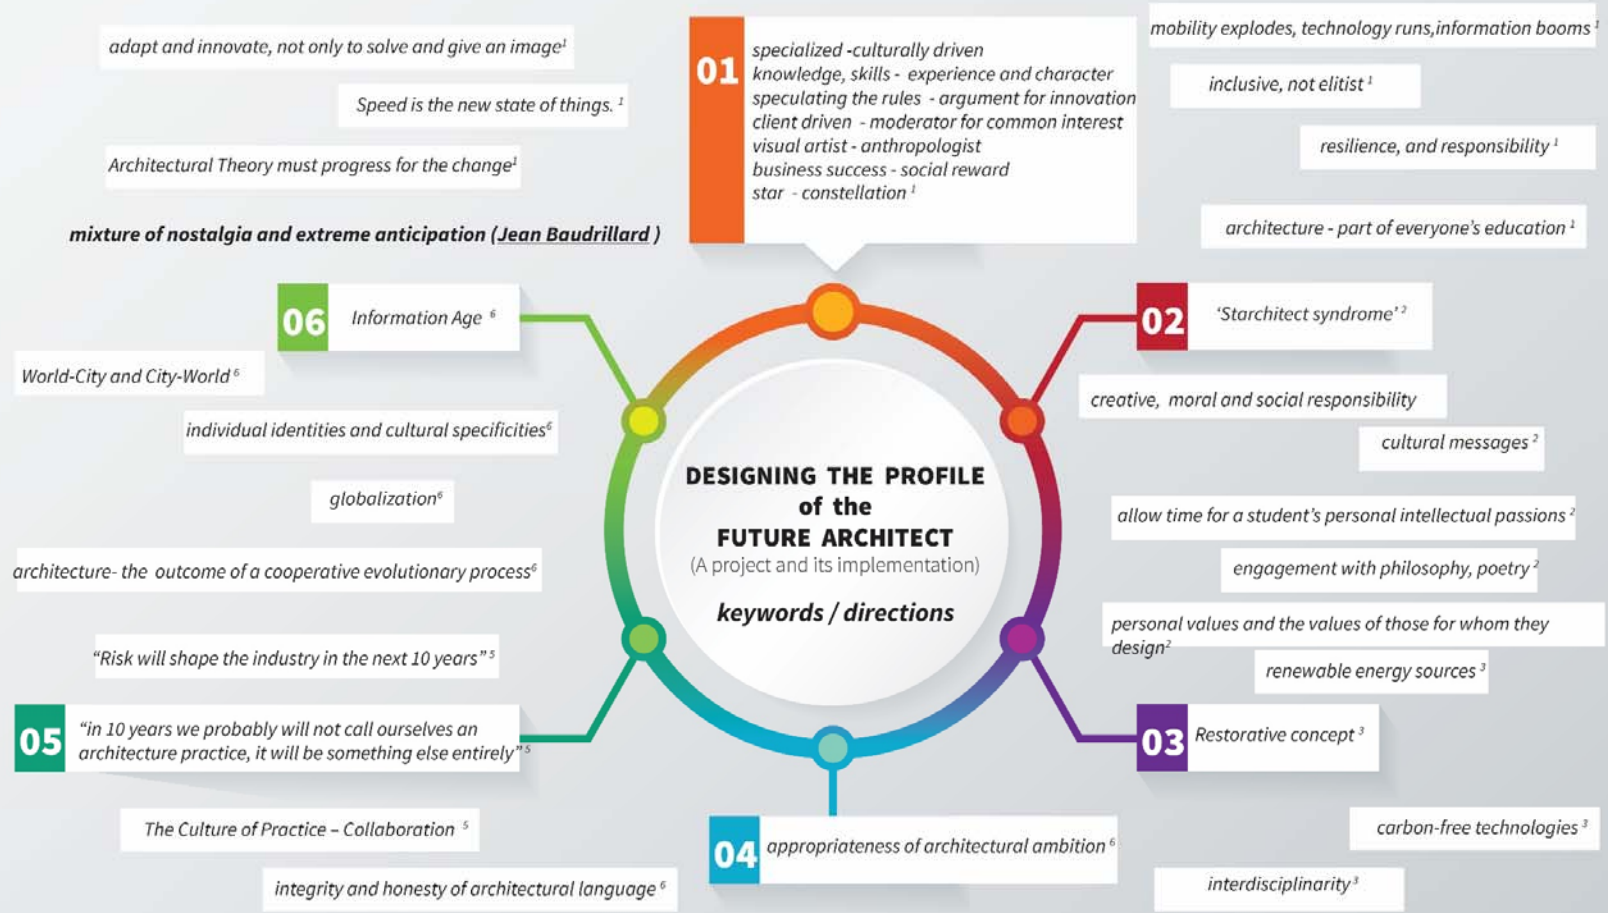 adapt and innovate, not only to solve and give an image¹
Speed is the new state of things. ¹
Architectural Theory must progress for the change¹
mixture of nostalgia and extreme anticipation (Jean Baudrillard )
01
specialized -culturally driven
knowledge, skills - experience and character
speculating the rules - argument for innovation
client driven - moderator for common interest
visual artist - anthropologist
business success - social reward
star - constellation ¹
mobility explodes, technology runs,information booms ¹
inclusive, not elitist ¹
resilience, and responsibility ¹
architecture - part of everyone's education ¹
06
Information Age ⁶
World-City and City-World ⁶
individual identities and cultural specificities⁶
globalization⁶
architecture- the outcome of a cooperative evolutionary process⁶
DESIGNING THE PROFILE
of the
FUTURE ARCHITECT
(A project and its implementation)
keywords / directions
02
‘Starchitect syndrome’ ²
creative, moral and social responsibility
cultural messages ²
allow time for a student's personal intellectual passions ²
engagement with philosophy, poetry ²
personal values and the values of those for whom they
design²
renewable energy sources ³
“Risk will shape the industry in the next 10 years” ⁵
05
“in 10 years we probably will not call ourselves an
architecture practice, it will be something else entirely” ⁵
The Culture of Practice – Collaboration ⁵
integrity and honesty of architectural language ⁶
04
appropriateness of architectural ambition ⁶
03
Restorative concept ³
carbon-free technologies ³
interdisciplinarity ³